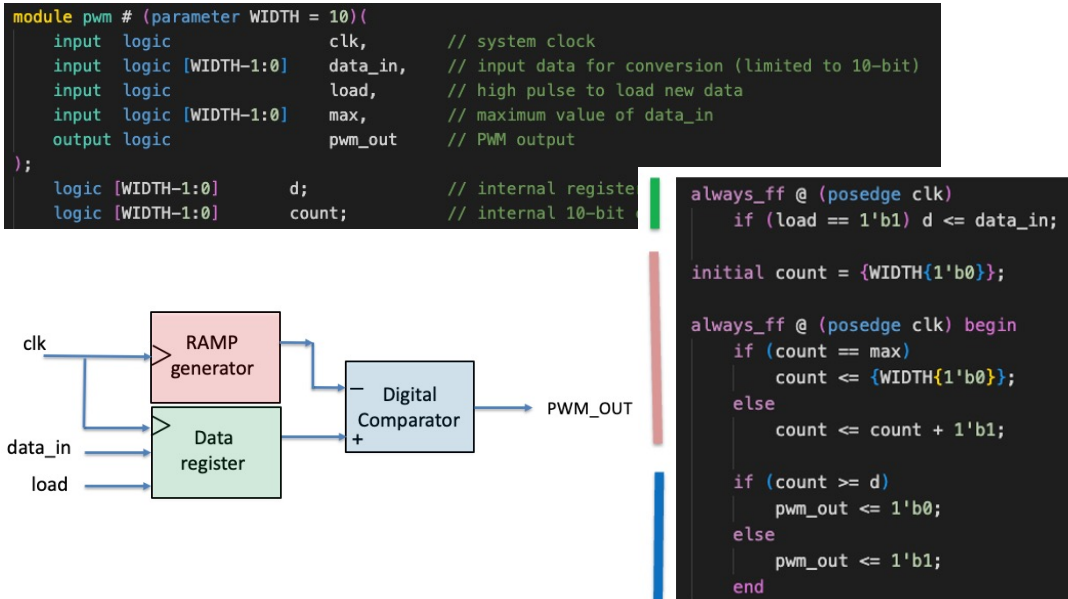 module pwm # (parameter WIDTH = 10)(
input logic clk, // system clock
input logic [WIDTH-1:0] data_in, // input data for conversion (limited to 10-bit)
input logic load, // high pulse to load new data
input logic [WIDTH-1:0] max, // maximum value of data_in
output logic pwm_out // PWM output
);
logic [WIDTH-1:0] d; // internal register
logic [WIDTH-1:0] count; // internal 10-bit
always_ff @ (posedge clk)
if (load == 1'b1) d <= data_in;
initial count = {WIDTH{1'b0}};
always_ff @ (posedge clk) begin
if (count == max)
count <= {WIDTH{1'b0}};
else
count <= count + 1'b1;
if (count >= d)
pwm_out <= 1'b0;
else
pwm_out <= 1'b1;
end
clk
RAMP
generator
Data
register
data_in
load
−
Digital
Comparator
+
PWM_OUT